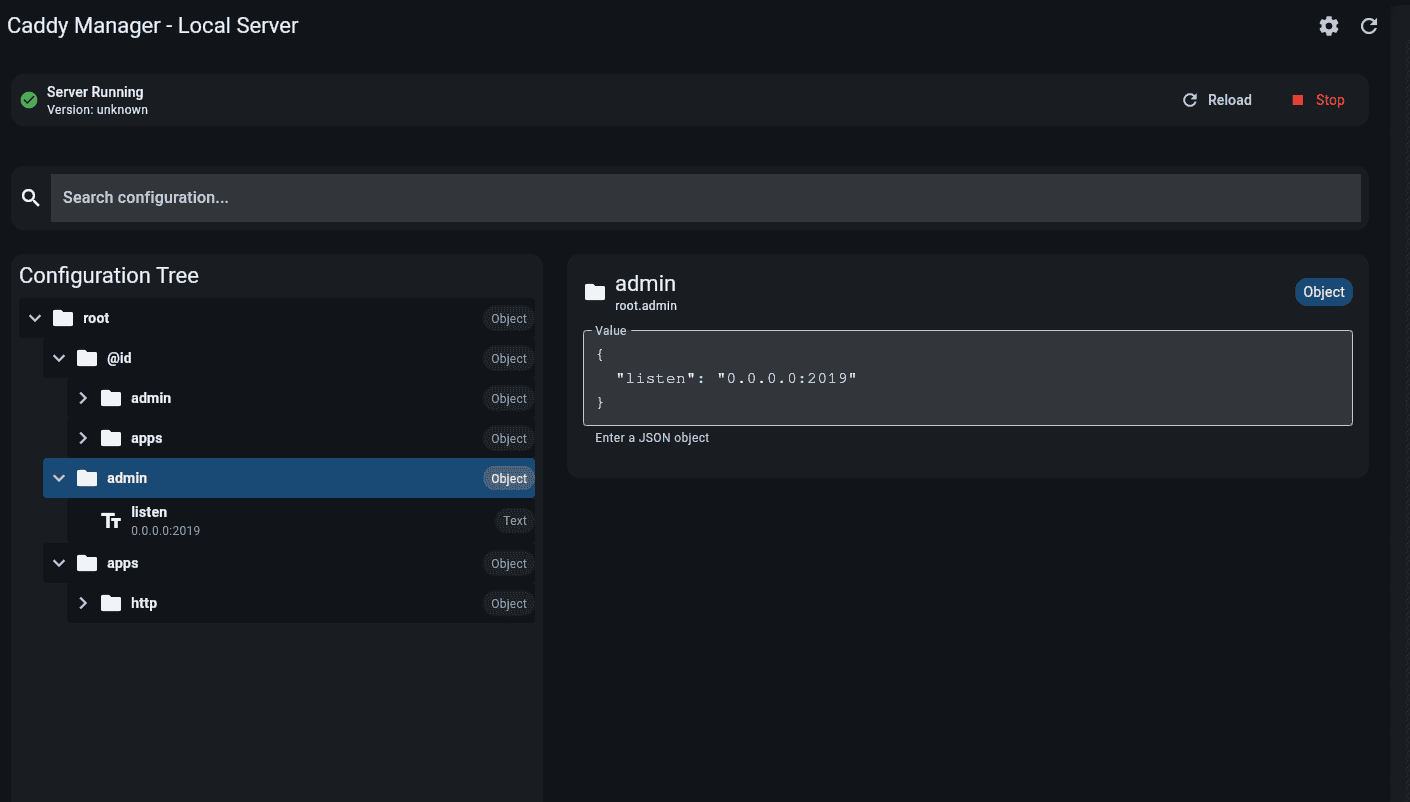 Caddy Manager - Local Server
Server Running
Version: unknown
Reload
Stop
Search configuration...
Configuration Tree
root
Object
@id
Object
admin
Object
apps
Object
admin
Object
listen
0.0.0.0:2019
Text
apps
Object
http
Object
admin
root.admin
Object
Value
{
"listen": "0.0.0.0:2019"
}
Enter a JSON object